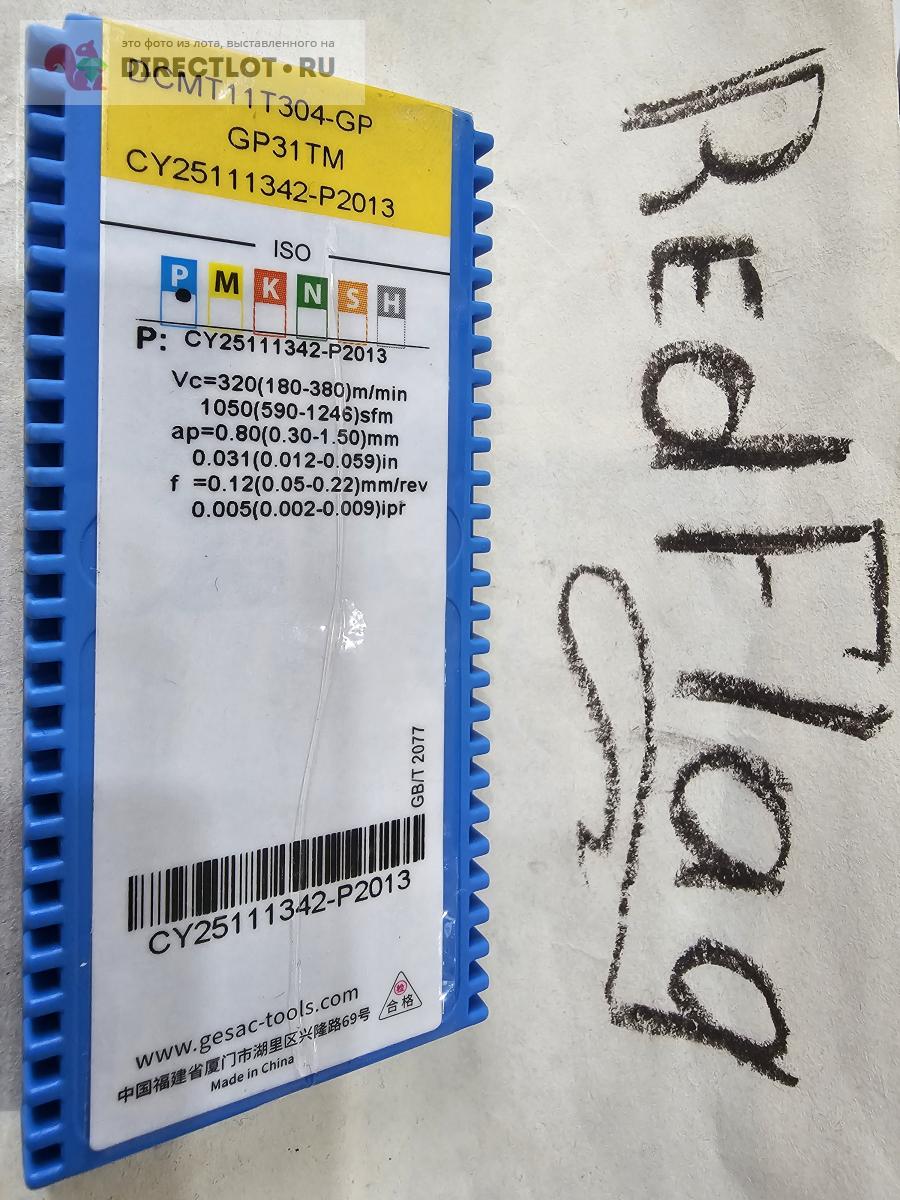 это фото из лота, выставленного на
DIRECTLOT.RU
DCMT11T304-GP
GP31TM
CY25111342-P2013
ISO
P M K N S H
P: CY25111342-P2013
Vc=320(180-380)m/min
1050(590-1246)sfm
ap=0.80(0.30-1.50)mm
0.031(0.012-0.059)in
f =0.12(0.05-0.22)mm/rev
0.005(0.002-0.009)ipr
GB/T 2077
CY25111342-P2013
www.gesac-tools.com
中国福建省厦门市湖里区兴隆路69号
Made in China
检
合格
Red Flag